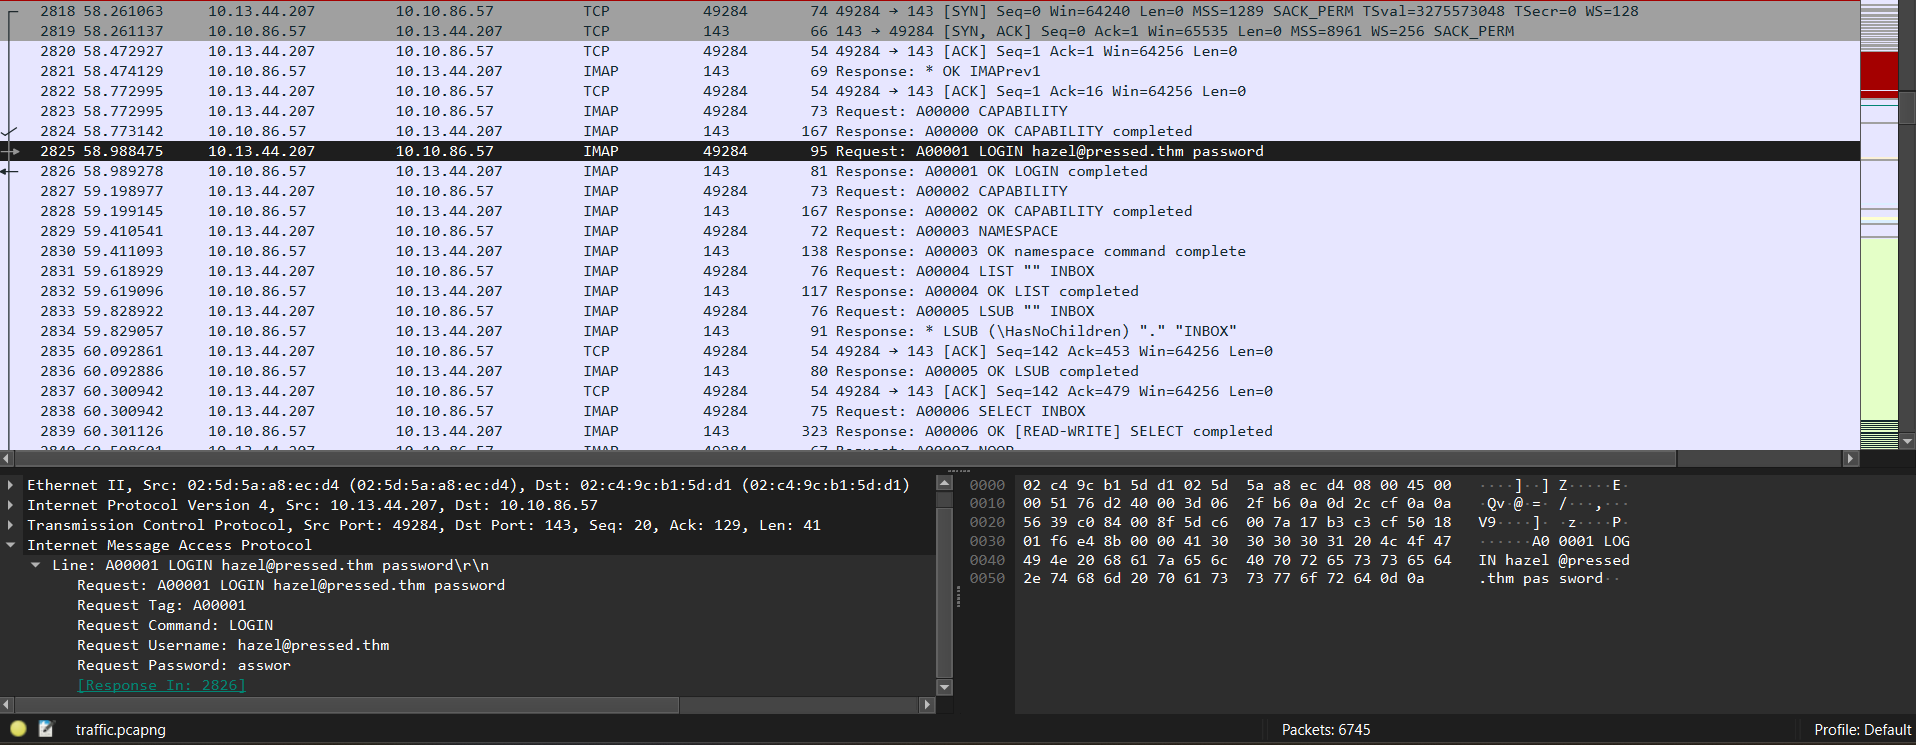 2818 58.261063 10.13.44.207 10.10.86.57 TCP 49284 74 49284 → 143 [SYN] Seq=0 Win=64240 Len=0 MSS=1289 SACK_PERM TSval=3275573048 TSecr=0 WS=128
2819 58.261137 10.10.86.57 10.13.44.207 TCP 143 66 143 → 49284 [SYN, ACK] Seq=0 Ack=1 Win=65535 Len=0 MSS=8961 WS=256 SACK_PERM
2820 58.472927 10.13.44.207 10.10.86.57 TCP 49284 54 49284 → 143 [ACK] Seq=1 Ack=1 Win=64256 Len=0
2821 58.474129 10.10.86.57 10.13.44.207 IMAP 143 69 Response: * OK IMAPrev1
2822 58.772995 10.13.44.207 10.10.86.57 TCP 49284 54 49284 → 143 [ACK] Seq=1 Ack=16 Win=64256 Len=0
2823 58.772995 10.13.44.207 10.10.86.57 IMAP 49284 73 Request: A00000 CAPABILITY
2824 58.773142 10.10.86.57 10.13.44.207 IMAP 143 167 Response: A00000 OK CAPABILITY completed
2825 58.988475 10.13.44.207 10.10.86.57 IMAP 49284 95 Request: A00001 LOGIN hazel@pressed.thm password
2826 58.989278 10.10.86.57 10.13.44.207 IMAP 143 81 Response: A00001 OK LOGIN completed
2827 59.198977 10.13.44.207 10.10.86.57 IMAP 49284 73 Request: A00002 CAPABILITY
2828 59.199145 10.10.86.57 10.13.44.207 IMAP 143 167 Response: A00002 OK CAPABILITY completed
2829 59.410541 10.13.44.207 10.10.86.57 IMAP 49284 72 Request: A00003 NAMESPACE
2830 59.411093 10.10.86.57 10.13.44.207 IMAP 143 138 Response: A00003 OK namespace command complete
2831 59.618929 10.13.44.207 10.10.86.57 IMAP 49284 76 Request: A00004 LIST "" INBOX
2832 59.619096 10.10.86.57 10.13.44.207 IMAP 143 117 Response: A00004 OK LIST completed
2833 59.828922 10.13.44.207 10.10.86.57 IMAP 49284 76 Request: A00005 LSUB "" INBOX
2834 59.829057 10.10.86.57 10.13.44.207 IMAP 143 91 Response: * LSUB (\HasNoChildren) "." "INBOX"
2835 60.092861 10.13.44.207 10.10.86.57 TCP 49284 54 49284 → 143 [ACK] Seq=142 Ack=453 Win=64256 Len=0
2836 60.092886 10.10.86.57 10.13.44.207 IMAP 143 80 Response: A00005 OK LSUB completed
2837 60.300942 10.13.44.207 10.10.86.57 TCP 49284 54 49284 → 143 [ACK] Seq=142 Ack=479 Win=64256 Len=0
2838 60.300942 10.13.44.207 10.10.86.57 IMAP 49284 75 Request: A00006 SELECT INBOX
2839 60.301126 10.10.86.57 10.13.44.207 IMAP 143 323 Response: A00006 OK [READ-WRITE] SELECT completed
Ethernet II, Src: 02:5d:5a:a8:ec:d4 (02:5d:5a:a8:ec:d4), Dst: 02:c4:9c:b1:5d:d1 (02:c4:9c:b1:5d:d1)
Internet Protocol Version 4, Src: 10.13.44.207, Dst: 10.10.86.57
Transmission Control Protocol, Src Port: 49284, Dst Port: 143, Seq: 20, Ack: 129, Len: 41
Internet Message Access Protocol
Line: A00001 LOGIN hazel@pressed.thm password\r\n
Request: A00001 LOGIN hazel@pressed.thm password
Request Tag: A00001
Request Command: LOGIN
Request Username: hazel@pressed.thm
Request Password: asswor
[Response In: 2826]
0000 02 c4 9c b1 5d d1 02 5d 5a a8 ec d4 08 00 45 00 ····]··] Z·····E·
0010 00 51 76 d2 40 00 3d 06 2f b6 0a 0d 2c cf 0a 0a ·Qv·@·=· /···,···
0020 56 39 c0 84 00 8f 5d c6 00 7a 17 b3 c3 cf 50 18 V9····]· ·z····P·
0030 01 f6 e4 8b 00 00 41 30 30 30 30 31 20 4c 4f 47 ······A0 0001 LOG
0040 49 4e 20 68 61 7a 65 6c 40 70 72 65 73 73 65 64 IN hazel @pressed
0050 2e 74 68 6d 20 70 61 73 73 77 6f 72 64 0d 0a .thm pas sword··
traffic.pcapng
Packets: 6745
Profile: Default